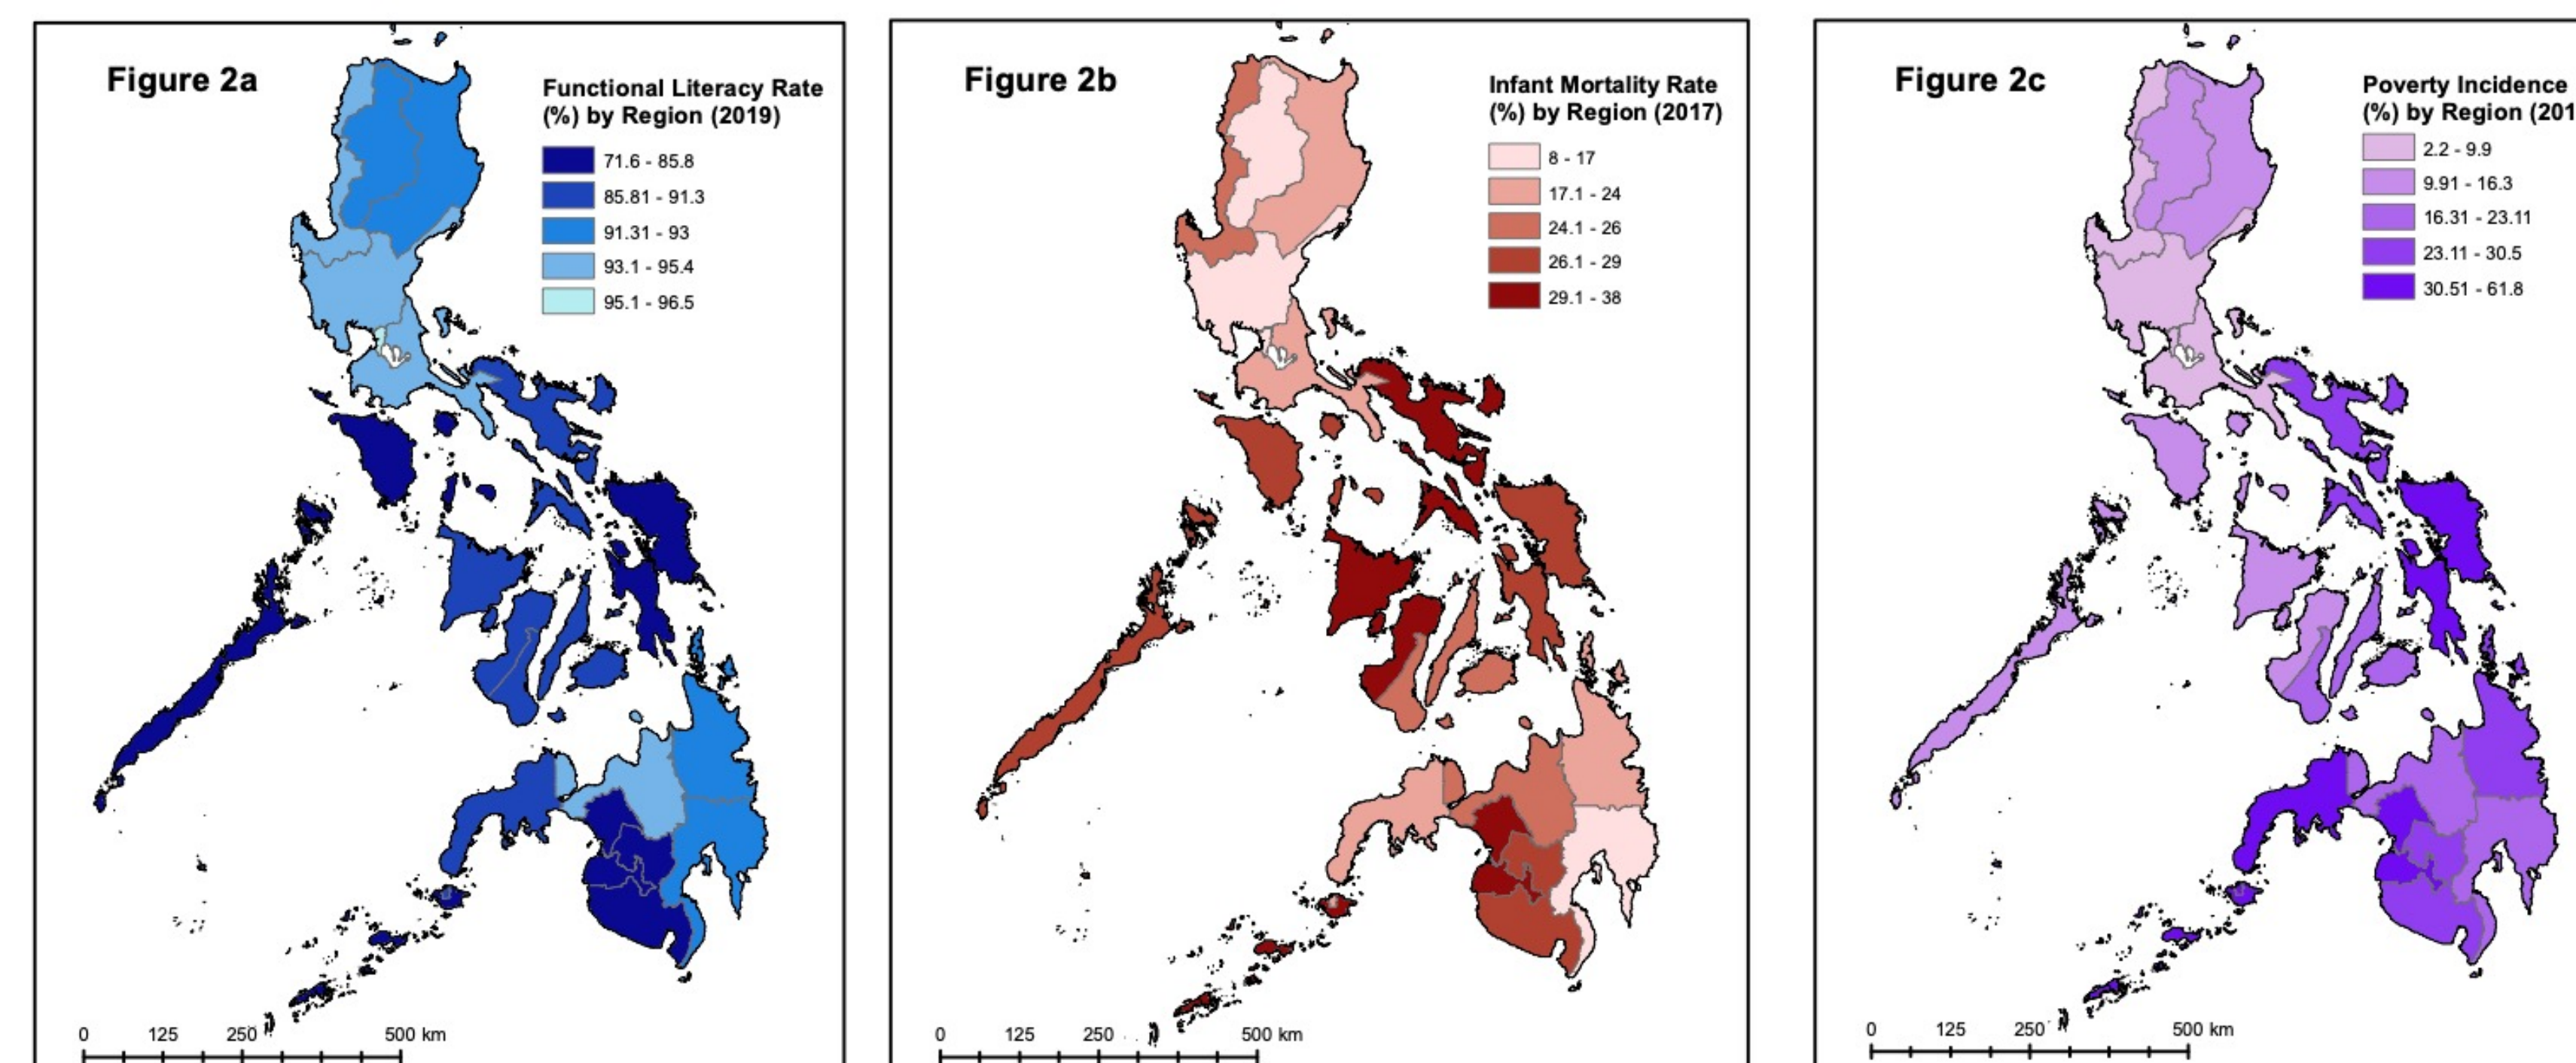 Figure 2a
Functional Literacy Rate
(%) by Region (2019)
71.6 - 85.8
85.81 - 91.3
91.31 - 93
93.1 - 95.4
95.1 - 96.5
0 125 250 500 km
Figure 2b
Infant Mortality Rate
(%) by Region (2017)
8 - 17
17.1 - 24
24.1 - 26
26.1 - 29
29.1 - 38
0 125 250 500 km
Figure 2c
Poverty Incidence
(%) by Region (201
2.2 - 9.9
9.91 - 16.3
16.31 - 23.11
23.11 - 30.5
30.51 - 61.8
0 125 250 500 km